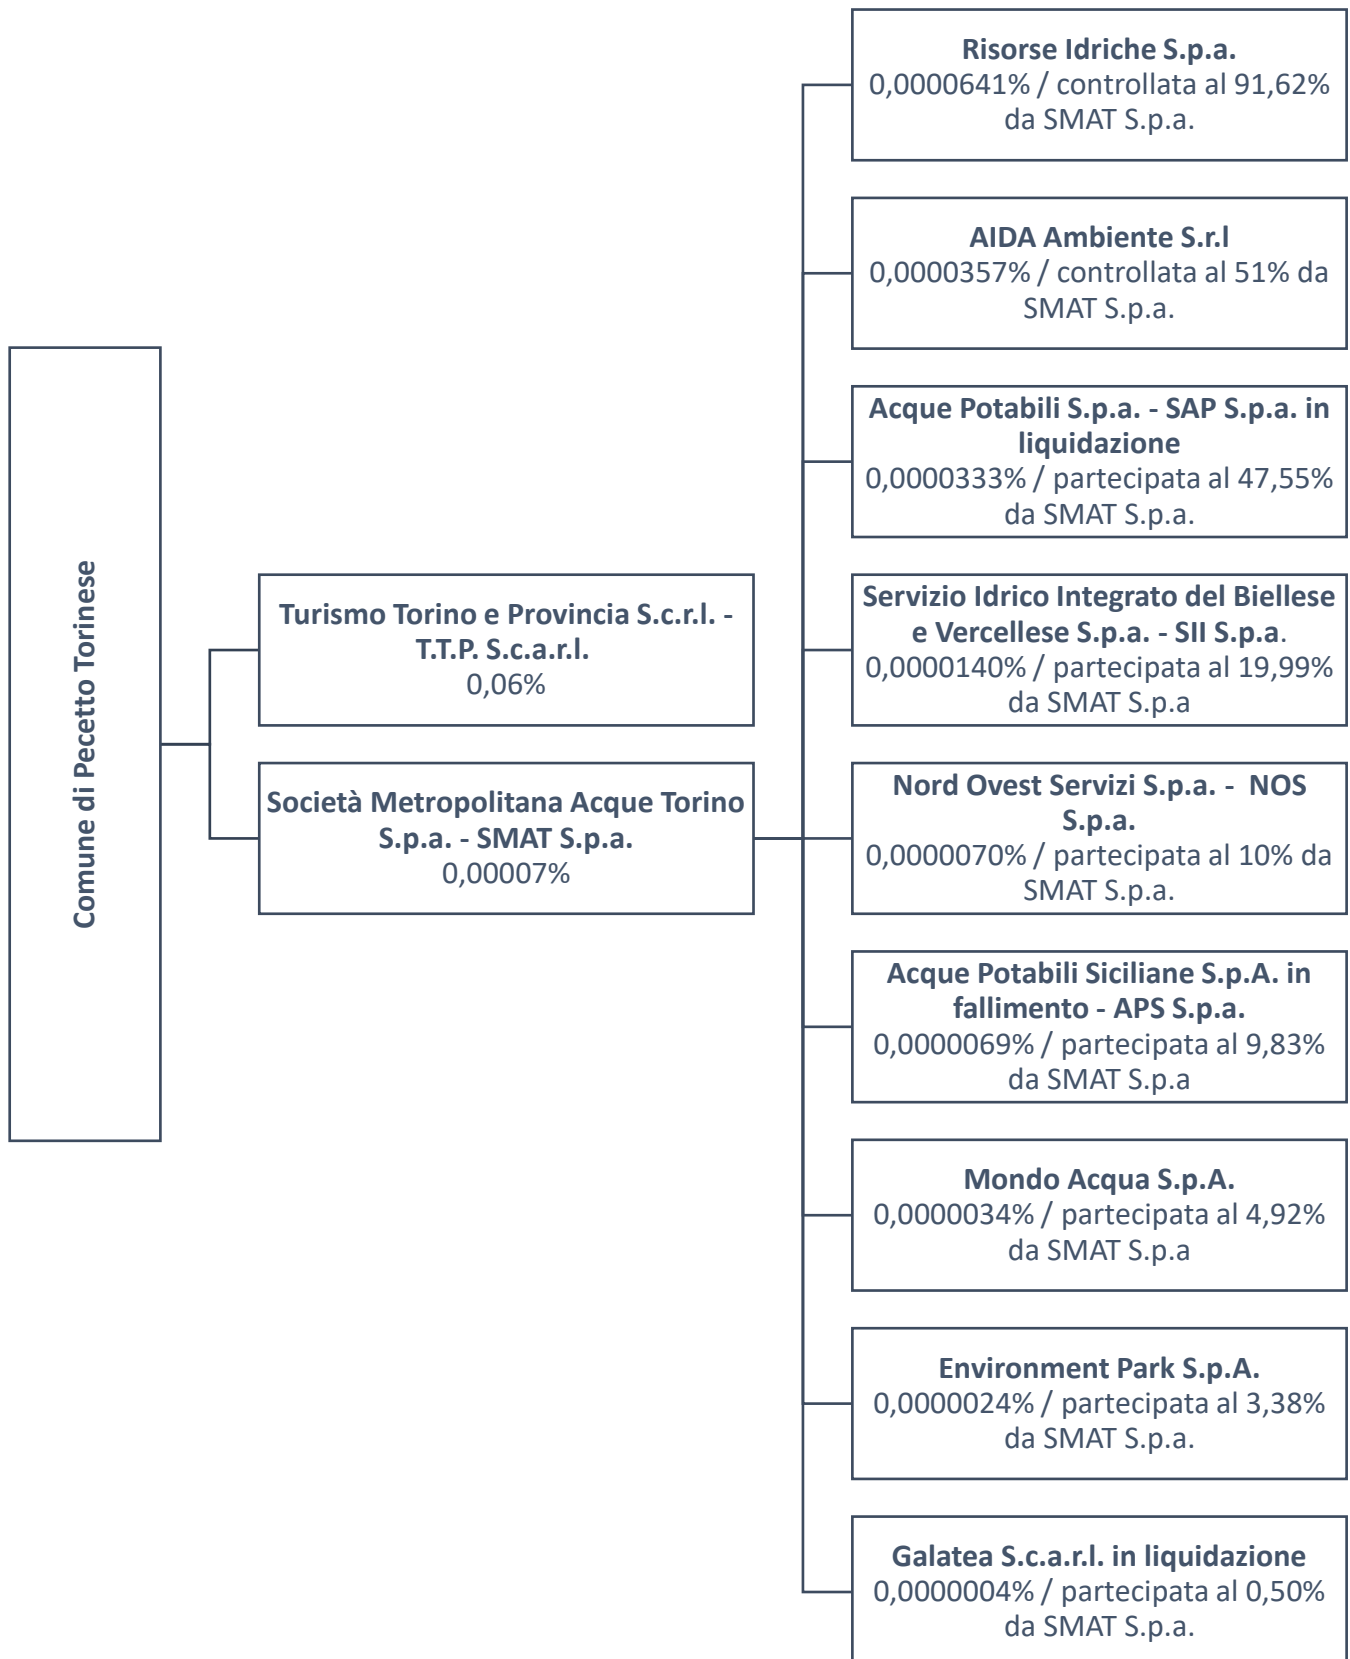 Comune di Pecetto Torinese
Turismo Torino e Provincia S.c.r.l. -
T.T.P. S.c.a.r.l.
0,06%
Società Metropolitana Acque Torino
S.p.a. - SMAT S.p.a.
0,00007%
Risorse Idriche S.p.a.
0,0000641% / controllata al 91,62%
da SMAT S.p.a.
AIDA Ambiente S.r.l
0,0000357% / controllata al 51% da
SMAT S.p.a.
Acque Potabili S.p.a. - SAP S.p.a. in
liquidazione
0,0000333% / partecipata al 47,55%
da SMAT S.p.a.
Servizio Idrico Integrato del Biellese
e Vercellese S.p.a. - SII S.p.a.
0,0000140% / partecipata al 19,99%
da SMAT S.p.a
Nord Ovest Servizi S.p.a. - NOS
S.p.a.
0,0000070% / partecipata al 10% da
SMAT S.p.a.
Acque Potabili Siciliane S.p.A. in
fallimento - APS S.p.a.
0,0000069% / partecipata al 9,83%
da SMAT S.p.a
Mondo Acqua S.p.A.
0,0000034% / partecipata al 4,92%
da SMAT S.p.a
Environment Park S.p.A.
0,0000024% / partecipata al 3,38%
da SMAT S.p.a.
Galatea S.c.a.r.l. in liquidazione
0,0000004% / partecipata al 0,50%
da SMAT S.p.a.